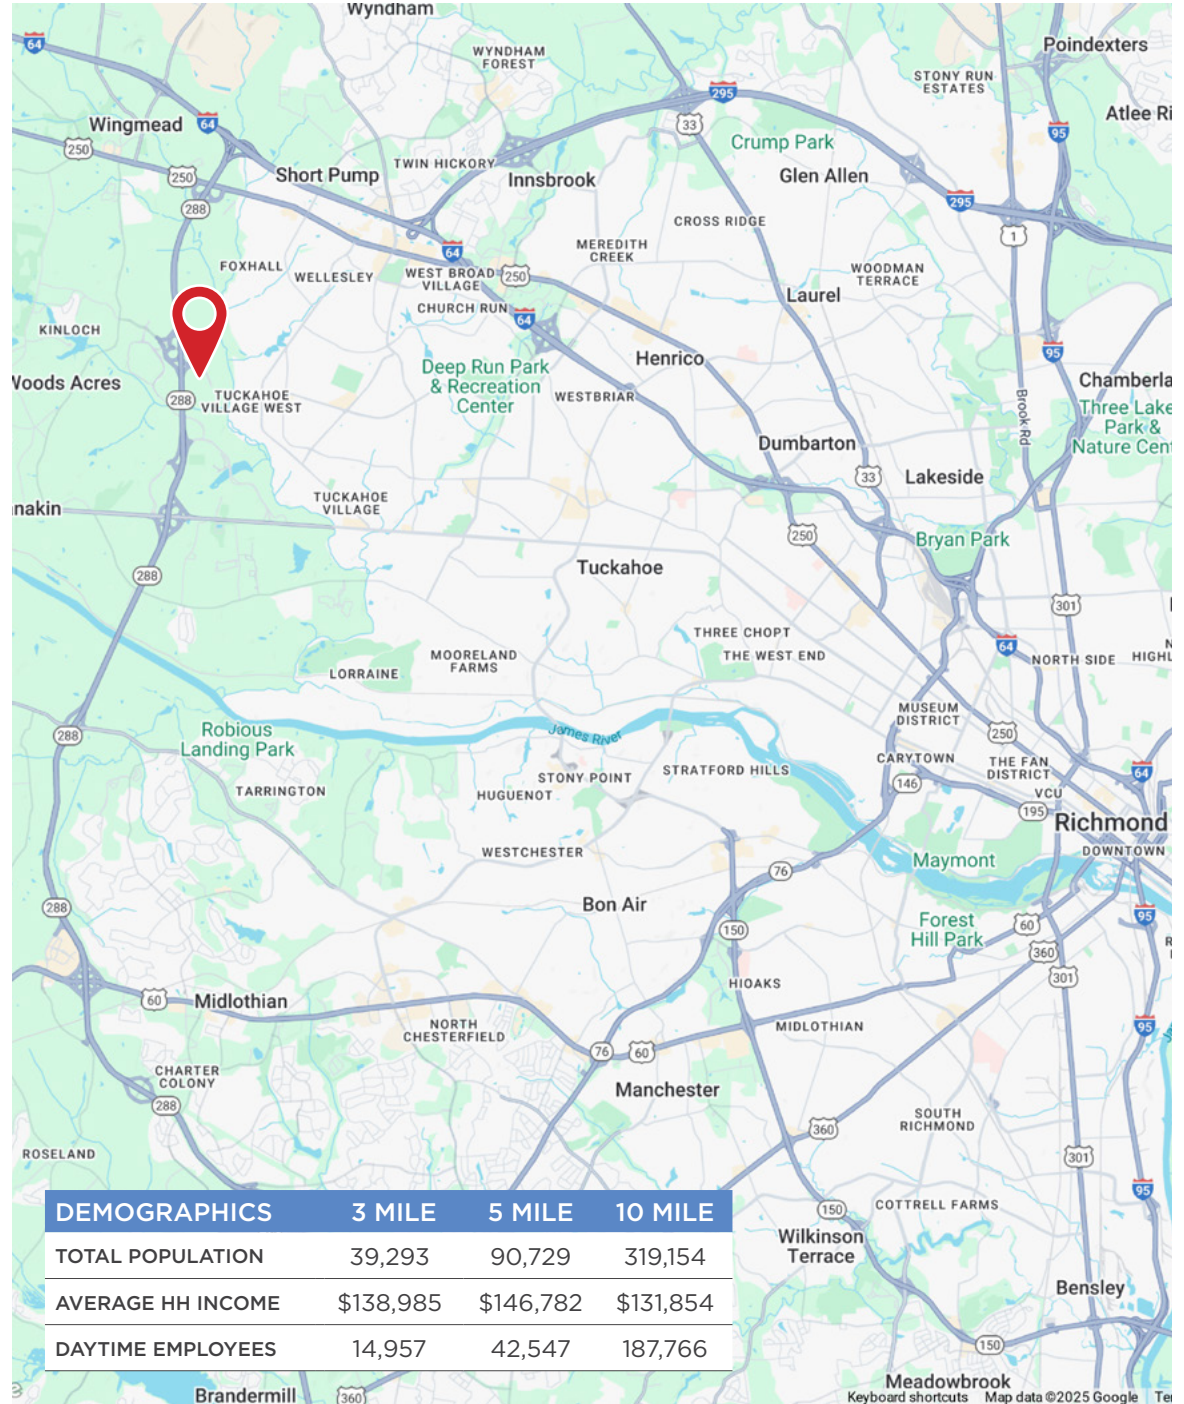 Wyndham
64
WYNDHAM
FOREST
Poindexters
STONY RUN
ESTATES
295
Atlee Ri
Wingmead
64
33
95
250
Crump Park
TWIN HICKORY
250
Short Pump
Innsbrook
Glen Allen
288
295
CROSS RIDGE
1
64
MEREDITH
CREEK
FOXHALL
WELLESLEY
WEST BROAD
VILLAGE
250
WOODMAN
TERRACE
Laurel
CHURCH RUN
64
KINLOCH
95
Henrico
Deep Run Park
& Recreation
Center
Woods Acres
Chamberla
288
TUCKAHOE
VILLAGE WEST
WESTBRIAR
Brook Rd
Three Lake
Park &
Nature Cent
Dumbarton
33
Lakeside
TUCKAHOE
VILLAGE
nakin
250
Bryan Park
Tuckahoe
288
301
THREE CHOPT
64
THE WEST END
MOORELAND
FARMS
NORTH SIDE
N
HIGHL
LORRAINE
MUSEUM
DISTRICT
288
Robious
Landing Park
James River
250
CARYTOWN
THE FAN
DISTRICT
64
STONY POINT
STRATFORD HILLS
146
TARRINGTON
HUGUENOT
VCU
195
Richmond
WESTCHESTER
DOWNTOWN
Maymont
76
288
Bon Air
95
150
Forest
Hill Park
60
360
301
HIOAKS
60
Midlothian
NORTH
CHESTERFIELD
MIDLOTHIAN
95
76
60
CHARTER
COLONY
Manchester
288
SOUTH
RICHMOND
360
ROSELAND
301
95
COTTRELL FARMS
150
Wilkinson
Terrace
Bensley
DEMOGRAPHICS 3 MILE 5 MILE 10 MILE
TOTAL POPULATION 39,293 90,729 319,154
AVERAGE HH INCOME $138,985 $146,782 $131,854
DAYTIME EMPLOYEES 14,957 42,547 187,766
150
Meadowbrook
Brandermill
360
Keyboard shortcuts Map data ©2025 Google Te